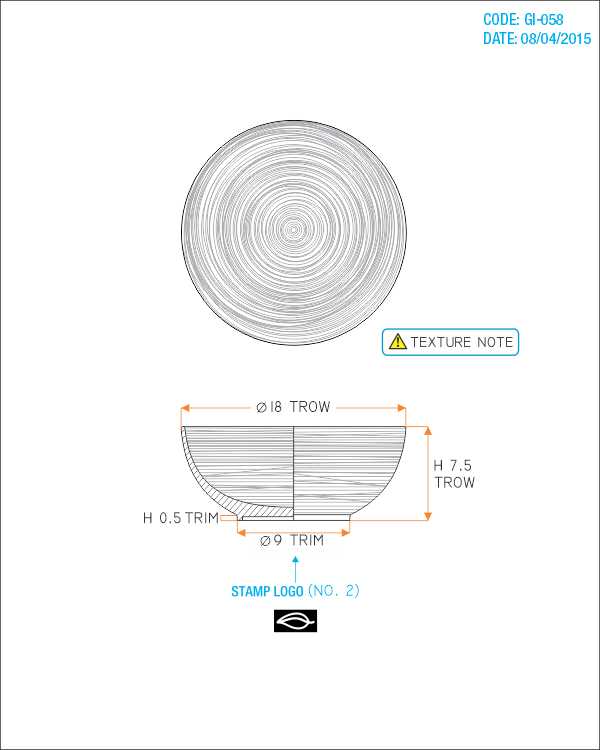 CODE: GI-058
DATE: 08/04/2015
TEXTURE NOTE
Ø18 TROW
H 7.5
TROW
H 0.5 TRIM
Ø9 TRIM
STAMP LOGO (NO. 2)